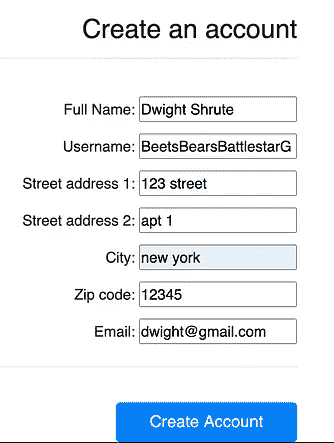 Create an account
Full Name: Dwight Shrute
Username: BeetsBearsBattlestarG
Street address 1: 123 street
Street address 2: apt 1
City: new york
Zip code: 12345
Email: dwight@gmail.com
Create Account